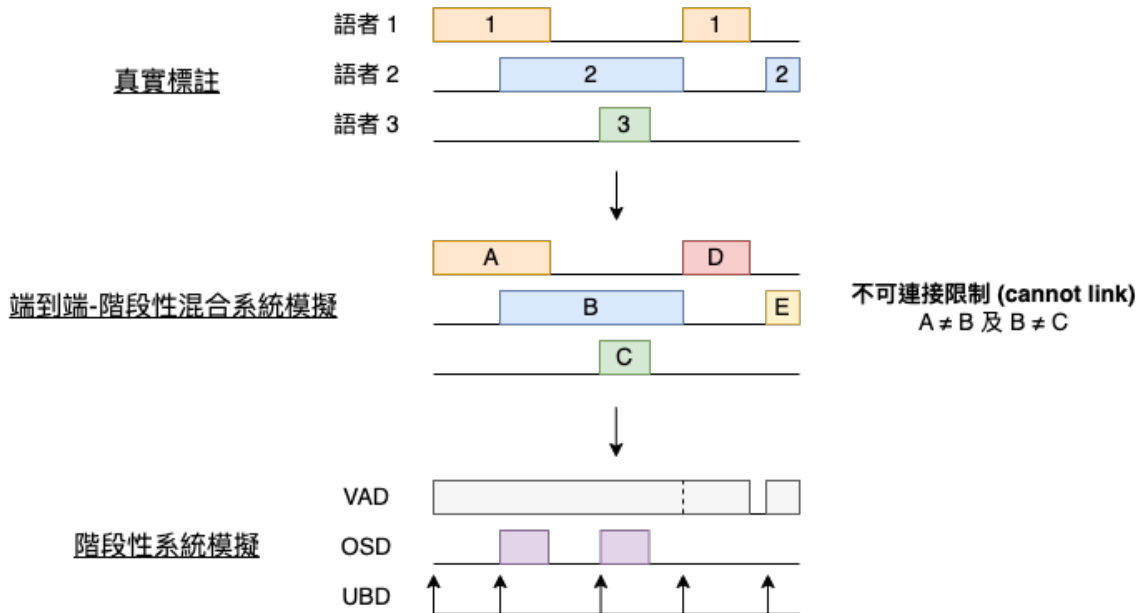 語者 1
1
1
真實標註
語者 2
2
2
語者 3
3
A
D
端到端-階段性混合系統模擬
B
E
不可連接限制 (cannot link)
A ≠ B 及 B ≠ C
C
VAD
階段性系統模擬
OSD
UBD